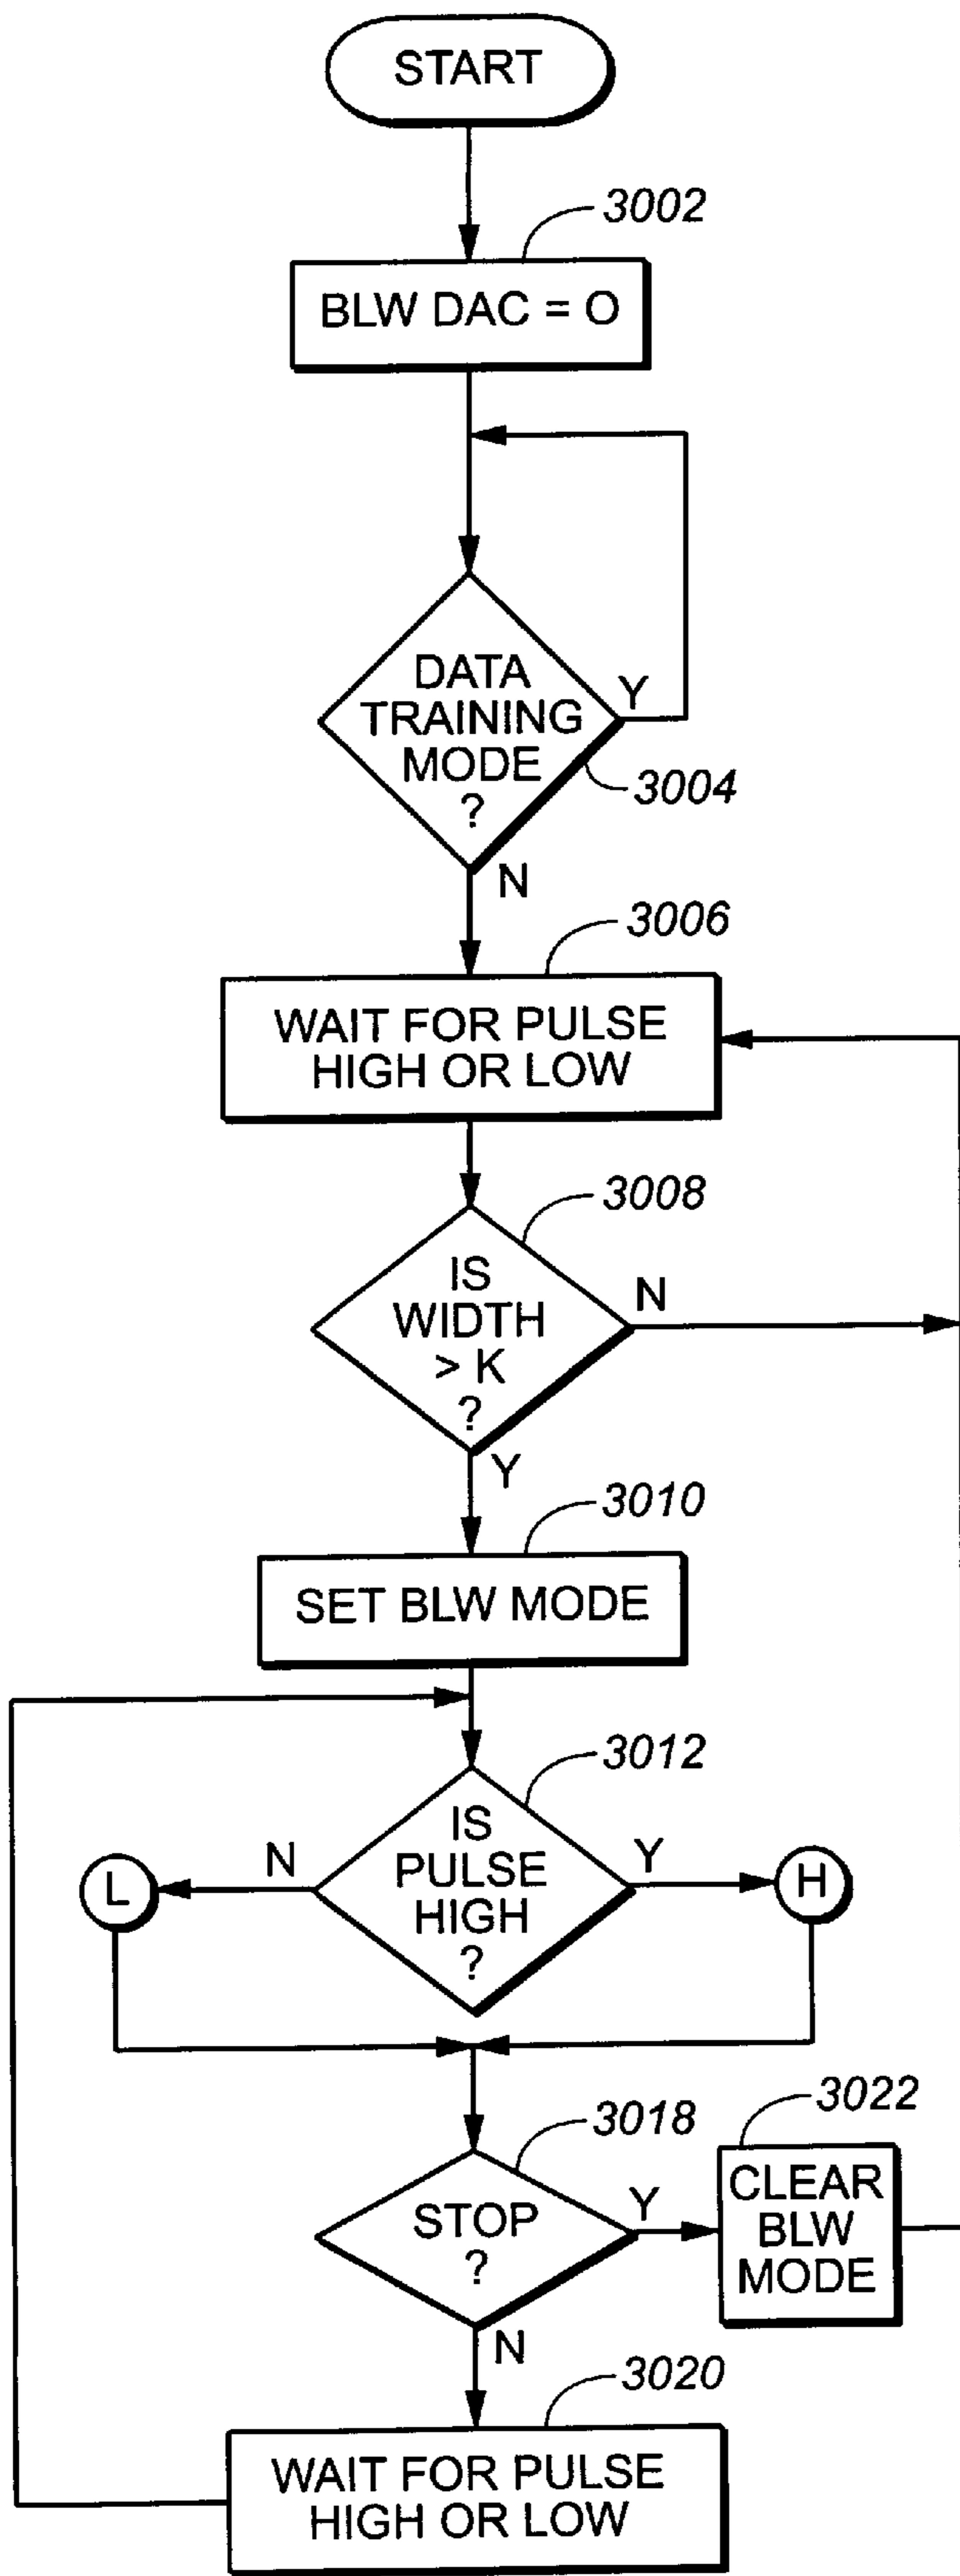 START
3002
BLW DAC = O
DATA
TRAINING
MODE
?
Y
3004
N
3006
WAIT FOR PULSE
HIGH OR LOW
3008
IS
WIDTH
> K
?
N
Y
3010
SET BLW MODE
3012
IS
PULSE
HIGH
?
N
Y
L
H
3018
STOP
?
Y
N
3022
CLEAR
BLW
MODE
3020
WAIT FOR PULSE
HIGH OR LOW